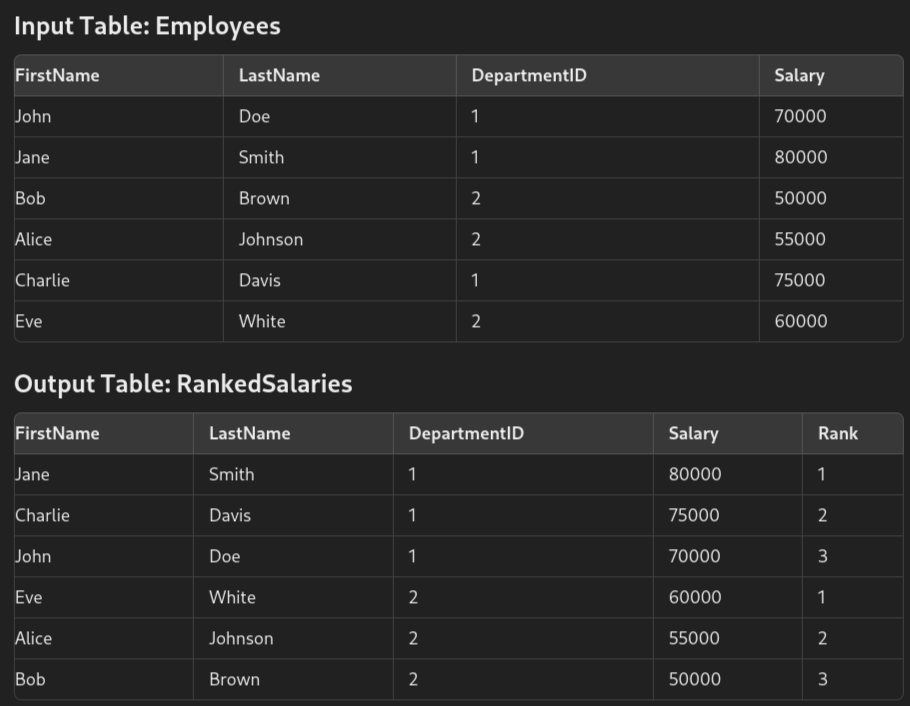 Input Table: Employees
FirstName LastName DepartmentID Salary
John Doe 1 70000
Jane Smith 1 80000
Bob Brown 2 50000
Alice Johnson 2 55000
Charlie Davis 1 75000
Eve White 2 60000
Output Table: RankedSalaries
FirstName LastName DepartmentID Salary Rank
Jane Smith 1 80000 1
Charlie Davis 1 75000 2
John Doe 1 70000 3
Eve White 2 60000 1
Alice Johnson 2 55000 2
Bob Brown 2 50000 3